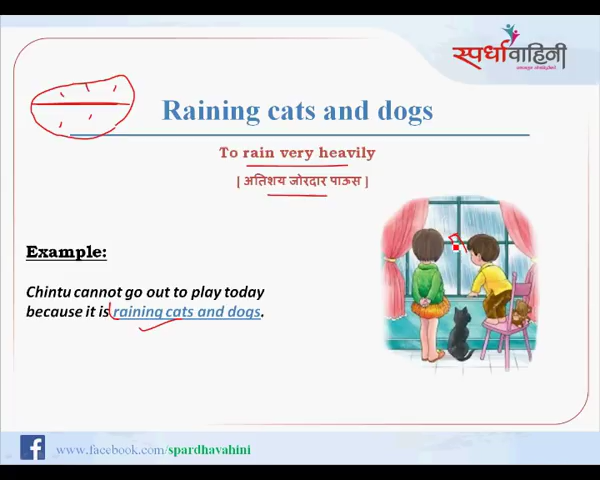 स्पर्धावाहिनी
Raining cats and dogs
To rain very heavily
[ अतिशय जोरदार पाऊस ]
Example:
Chintu cannot go out to play today
because it is raining cats and dogs.
www.facebook.com/spardhavahini